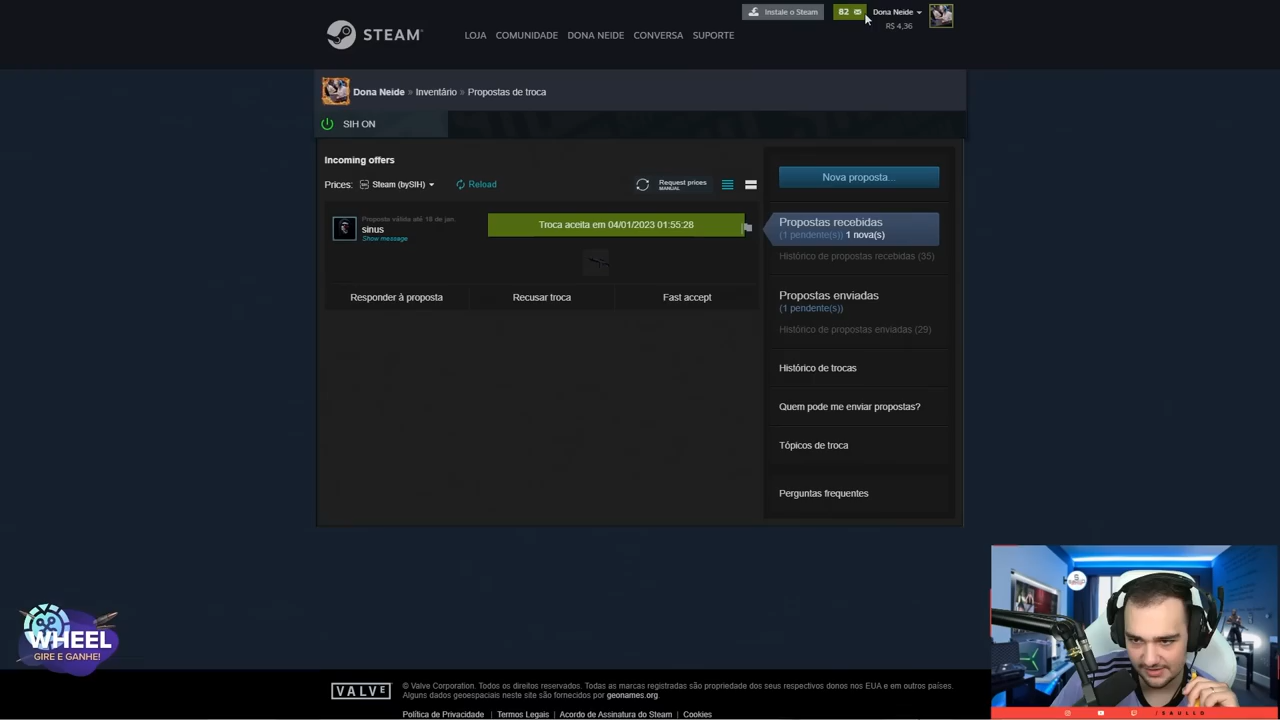 Instale o Steam
82
Dona Neide
R$ 4,36
STEAM
LOJA COMUNIDADE DONA NEIDE CONVERSA SUPORTE
Dona Neide » Inventário » Propostas de troca
SIH ON
Incoming offers
Prices: Steam (bySIH) Reload
Request prices
MANUAL
Proposta válida até 18 de jan.
sinus
Show message
Troca aceita em 04/01/2023 01:55:28
Responder à proposta Recusar troca Fast accept
Nova proposta...
Propostas recebidas
(1 pendente(s)) 1 nova(s)
Histórico de propostas recebidas (35)
Propostas enviadas
(1 pendente(s))
Histórico de propostas enviadas (29)
Histórico de trocas
Quem pode me enviar propostas?
Tópicos de troca
Perguntas frequentes
WHEEL
GIRE E GANHE!
VALVE
© Valve Corporation. Todos os direitos reservados. Todas as marcas registradas são propriedade dos seus respectivos donos nos EUA e em outros países.
Alguns dados geoespaciais neste site são fornecidos por geonames.org.
Política de Privacidade Termos Legais Acordo de Assinatura do Steam Cookies
/SAULLO